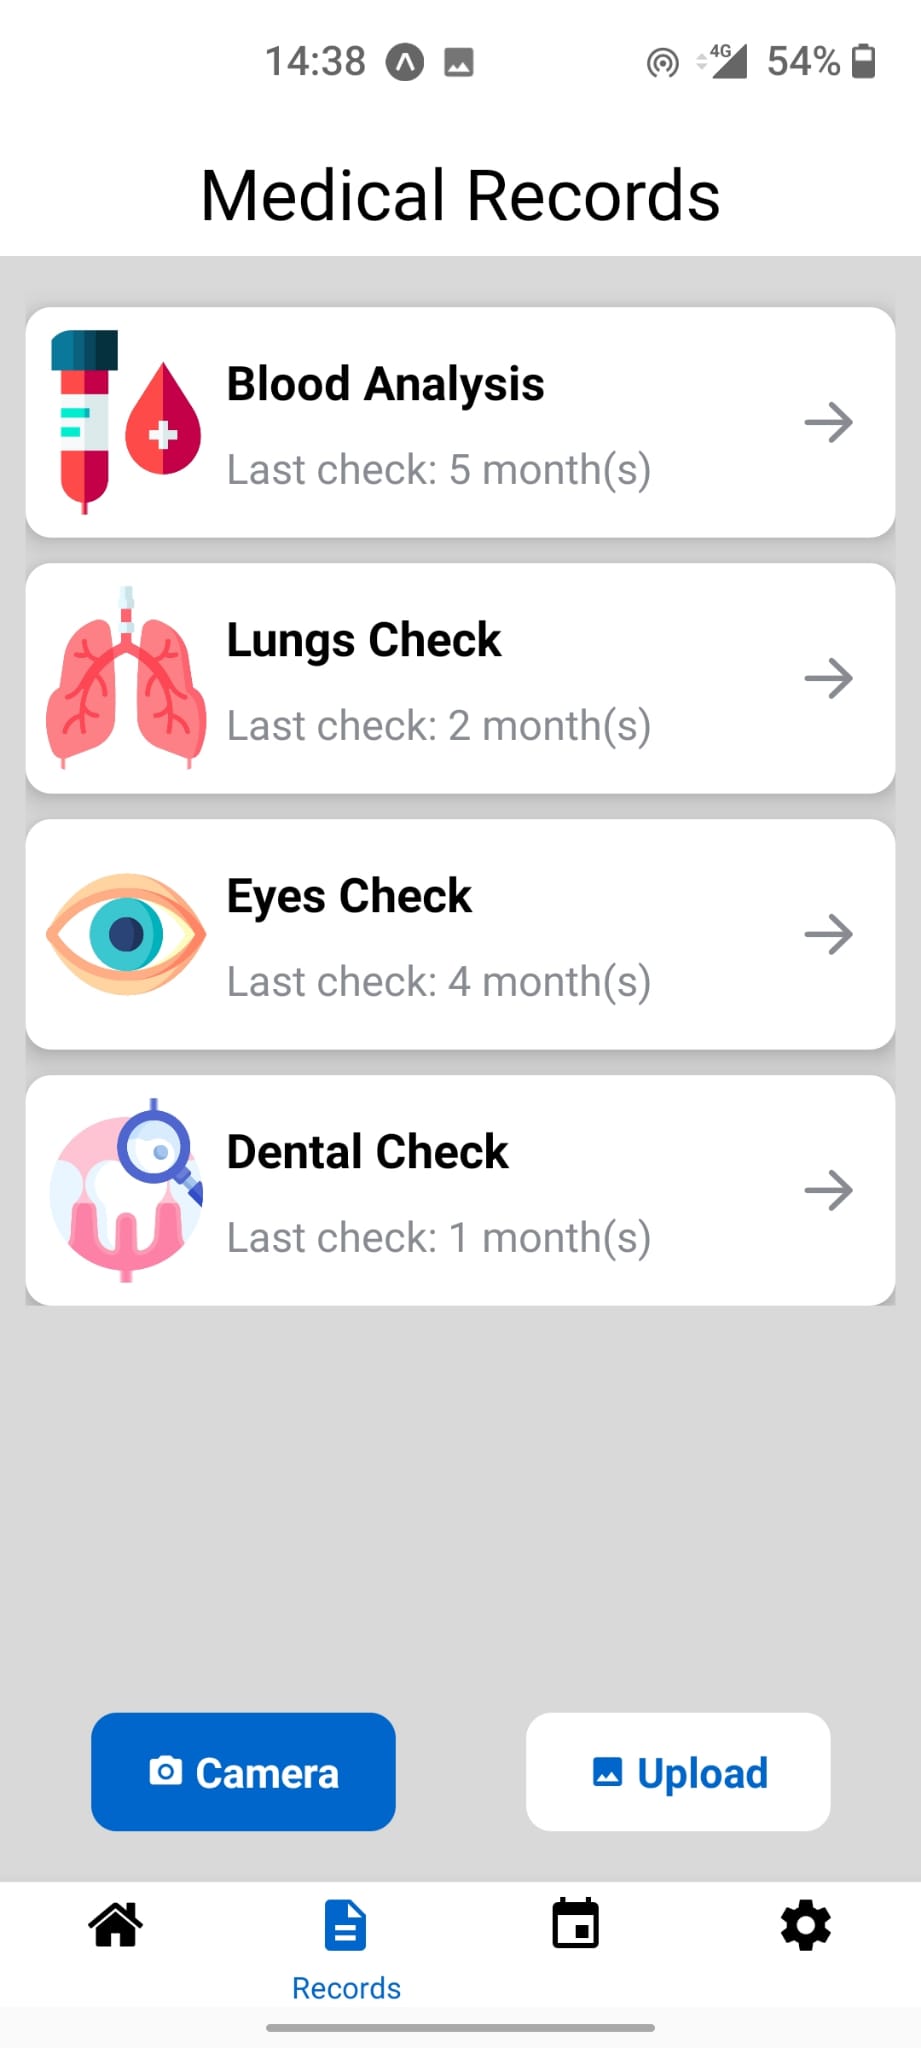 14:38 4G 54%
Medical Records
Blood Analysis
Last check: 5 month(s)
Lungs Check
Last check: 2 month(s)
Eyes Check
Last check: 4 month(s)
Dental Check
Last check: 1 month(s)
Camera Upload
Records